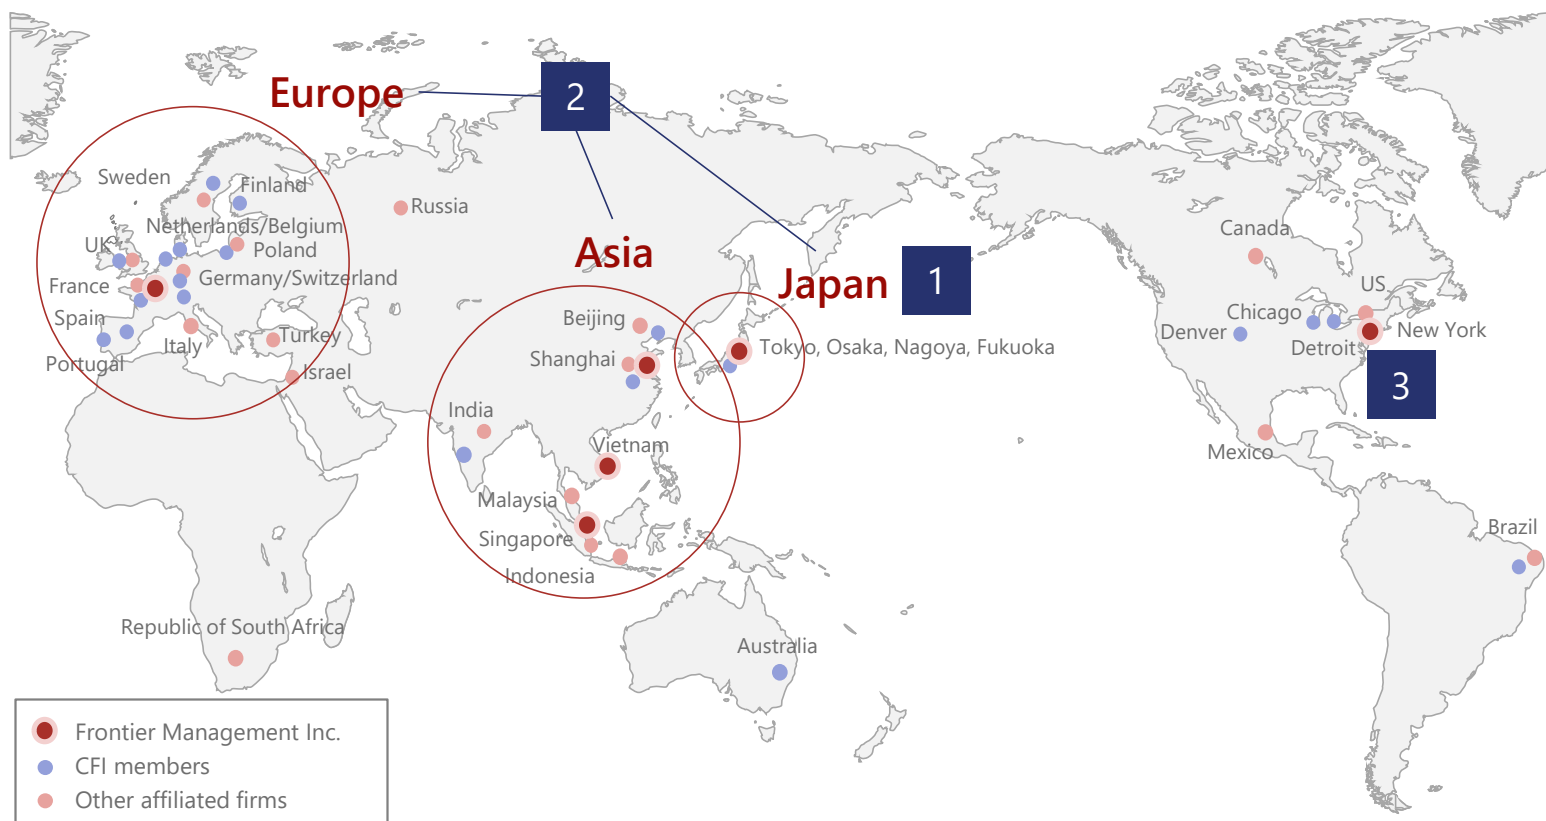 Europe
2
Sweden
Finland
Russia
Netherlands/Belgium
UK
Poland
Canada
Asia
France
Germany/Switzerland
Japan
1
US
Spain
Beijing
Chicago
Denver
New York
Italy
Turkey
Tokyo, Osaka, Nagoya, Fukuoka
Detroit
Portugal
Shanghai
Israel
3
India
Vietnam
Mexico
Malaysia
Singapore
Brazil
Indonesia
Republic of South Africa
Australia
Frontier Management Inc.
CFI members
Other affiliated firms